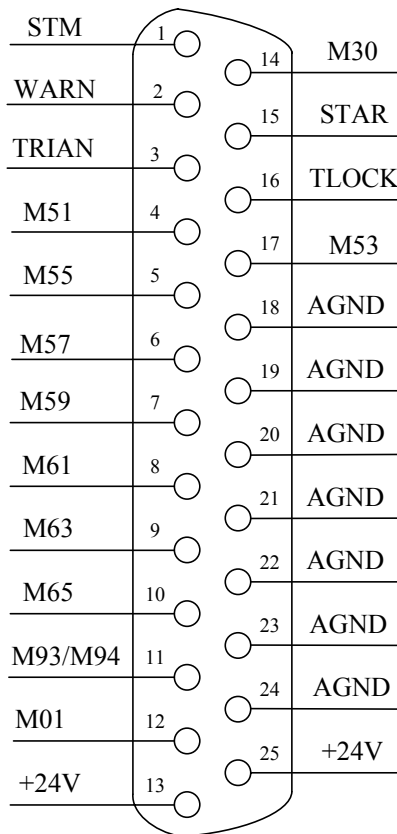 STM 1
14 M30
WARN 2
15 STAR
TRIAN 3
16 TLOCK
M51 4
17 M53
M55 5
18 AGND
M57 6
19 AGND
M59 7
20 AGND
M61 8
21 AGND
M63 9
22 AGND
M65 10
23 AGND
M93/M94 11
24 AGND
M01 12
25 +24V
+24V 13